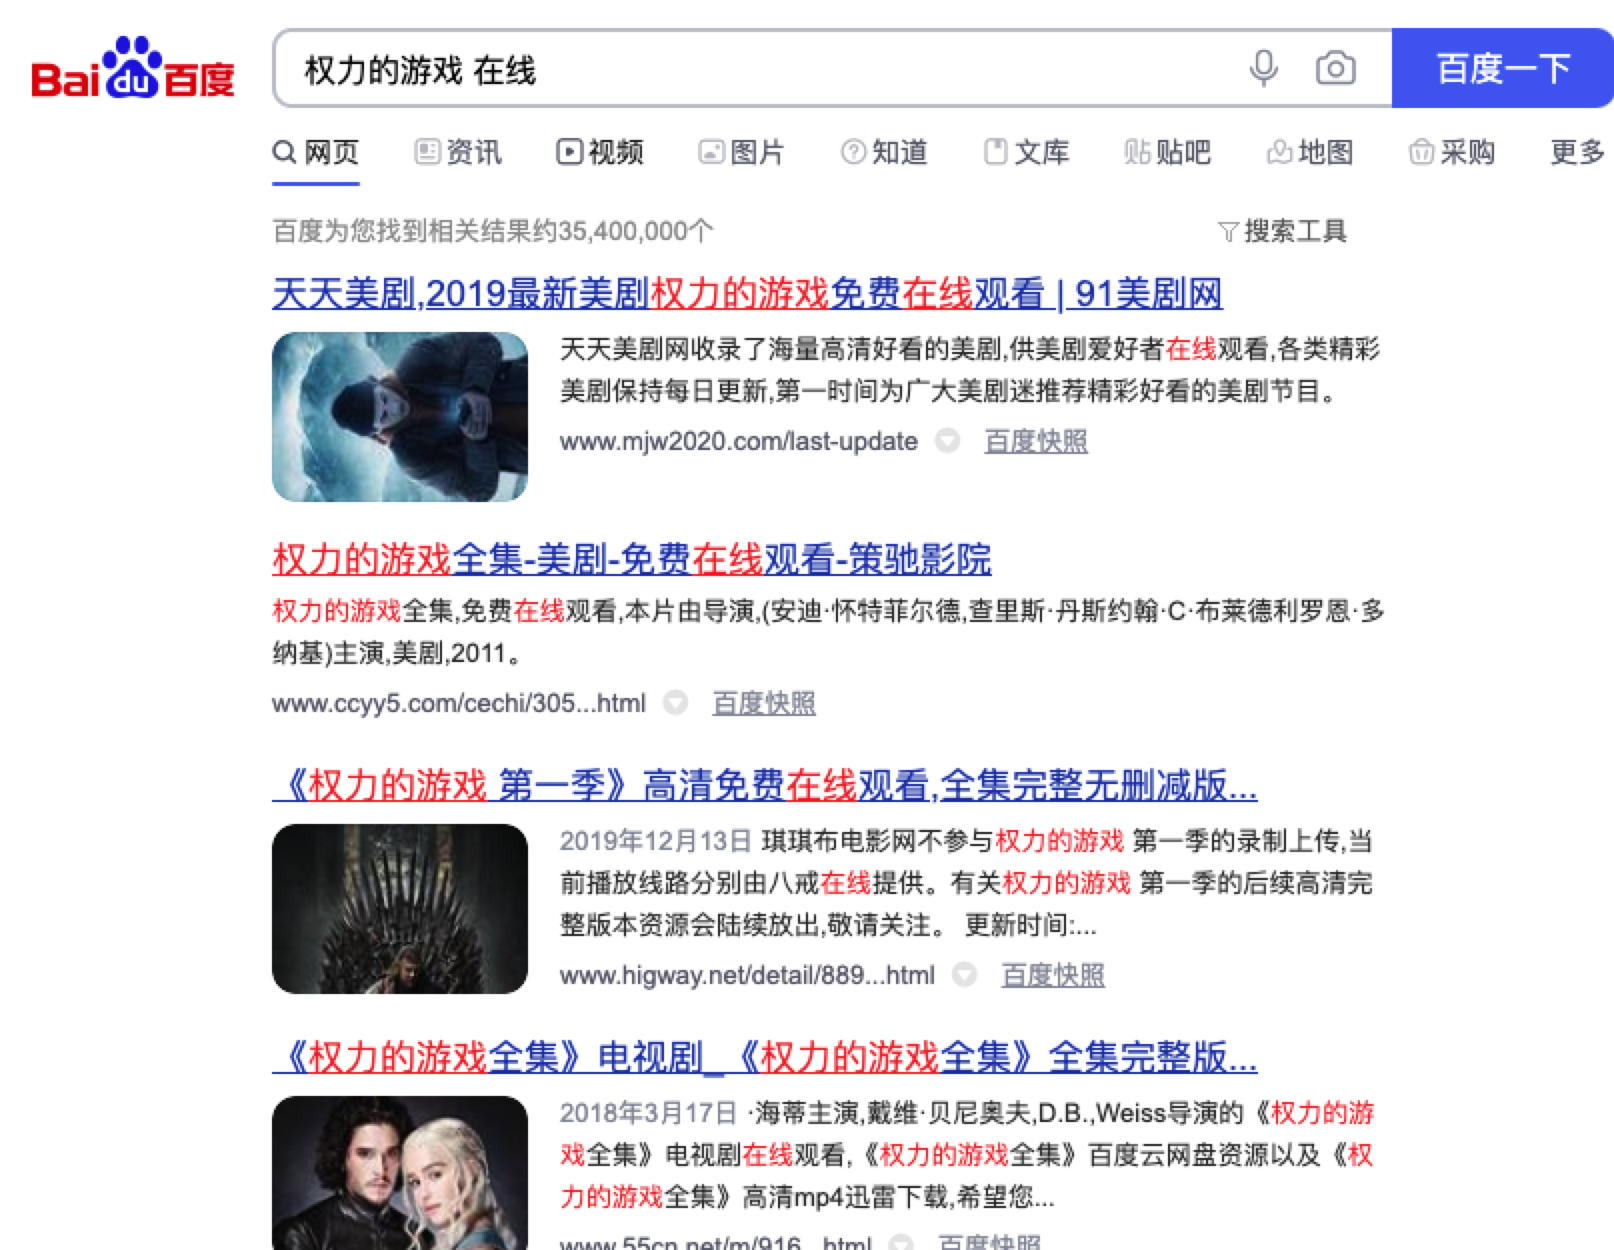 Bai du 百度
权力的游戏 在线
百度一下
网页 资讯 视频 图片 知道 文库 贴 贴吧 地图 采购 更多
百度为您找到相关结果约35,400,000个
搜索工具
天天美剧,2019最新美剧权力的游戏免费在线观看 | 91美剧网
天天美剧网收录了海量高清好看的美剧,供美剧爱好者在线观看,各类精彩
美剧保持每日更新,第一时间为广大美剧迷推荐精彩好看的美剧节目。
www.mjw2020.com/last-update 百度快照
权力的游戏全集-美剧-免费在线观看-策驰影院
权力的游戏全集,免费在线观看,本片由导演,(安迪·怀特菲尔德,查里斯·丹斯约翰·C·布莱德利罗恩·多
纳基)主演,美剧,2011。
www.ccyy5.com/cechi/305...html 百度快照
《权力的游戏 第一季》高清免费在线观看,全集完整无删减版...
2019年12月13日 琪琪布电影网不参与权力的游戏 第一季的录制上传,当
前播放线路分别由八戒在线提供。有关权力的游戏 第一季的后续高清完
整版本资源会陆续放出,敬请关注。 更新时间:...
www.higway.net/detail/889...html 百度快照
《权力的游戏全集》电视剧_《权力的游戏全集》全集完整版...
2018年3月17日 ·海蒂主演,戴维·贝尼奥夫,D.B.,Weiss导演的《权力的游
戏全集》电视剧在线观看,《权力的游戏全集》百度云网盘资源以及《权
力的游戏全集》高清mp4迅雷下载,希望您...
www.55cn.net/m/916...html 百度快照